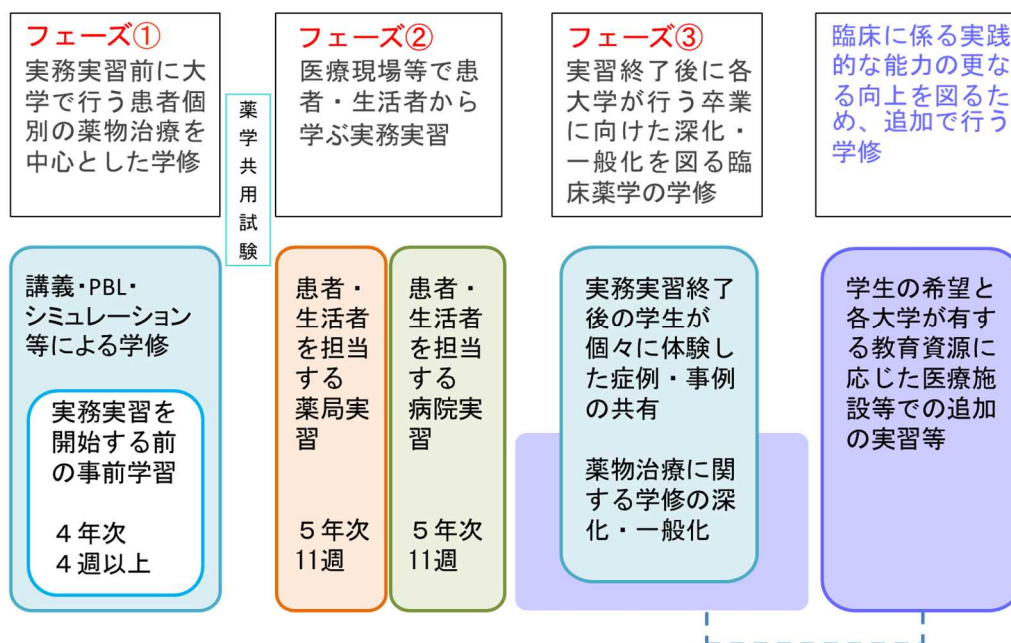 フェーズ①
実務実習前に大
学で行う患者個
別の薬物治療を
中心とした学修
薬
学
共
用
試
験
フェーズ②
医療現場等で患
者・生活者から
学ぶ実務実習
フェーズ③
実習終了後に各
大学が行う卒業
に向けた深化・
一般化を図る臨
床薬学の学修
臨床に係る実践
的な能力の更な
る向上を図るた
め、追加で行う
学修
講義・PBL・
シミュレーション
等による学修
実務実習を
開始する前
の事前学習
４年次
４週以上
患者・
生活者
を担当
する
薬局実
習
５年次
11週
患者・
生活者
を担当
する
病院実
習
５年次
11週
実務実習終了
後の学生が
個々に体験し
た症例・事例
の共有
薬物治療に関
する学修の深
化・一般化
学生の希望と
各大学が有す
る教育資源に
応じた医療施
設等での追加
の実習等